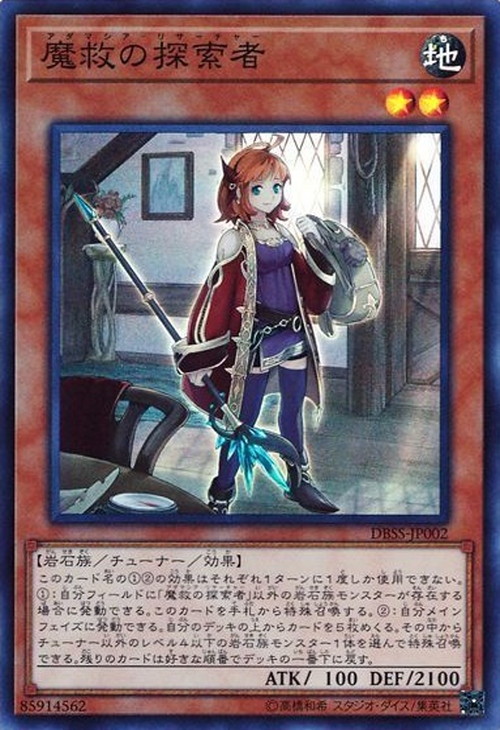 アダマシア・リサーチャー
魔救の探索者
地
DBSS-JP002
【岩石族/チューナー/効果】
このカード名の①②の効果はそれぞれ1ターンに1度しか使用できない。
①:自分フィールドに「魔救の探索者」以外の岩石族モンスターが存在する
場合に発動できる。このカードを手札から特殊召喚する。②:自分メイン
フェイズに発動できる。自分のデッキの上からカードを5枚めくる。その中から
チューナー以外のレベル4以下の岩石族モンスター1体を選んで特殊召喚
できる。残りのカードは好きな順番でデッキの一番下に戻す。
ATK/ 100 DEF/2100
85914562
©高橋和希 スタジオ・ダイス/集英社